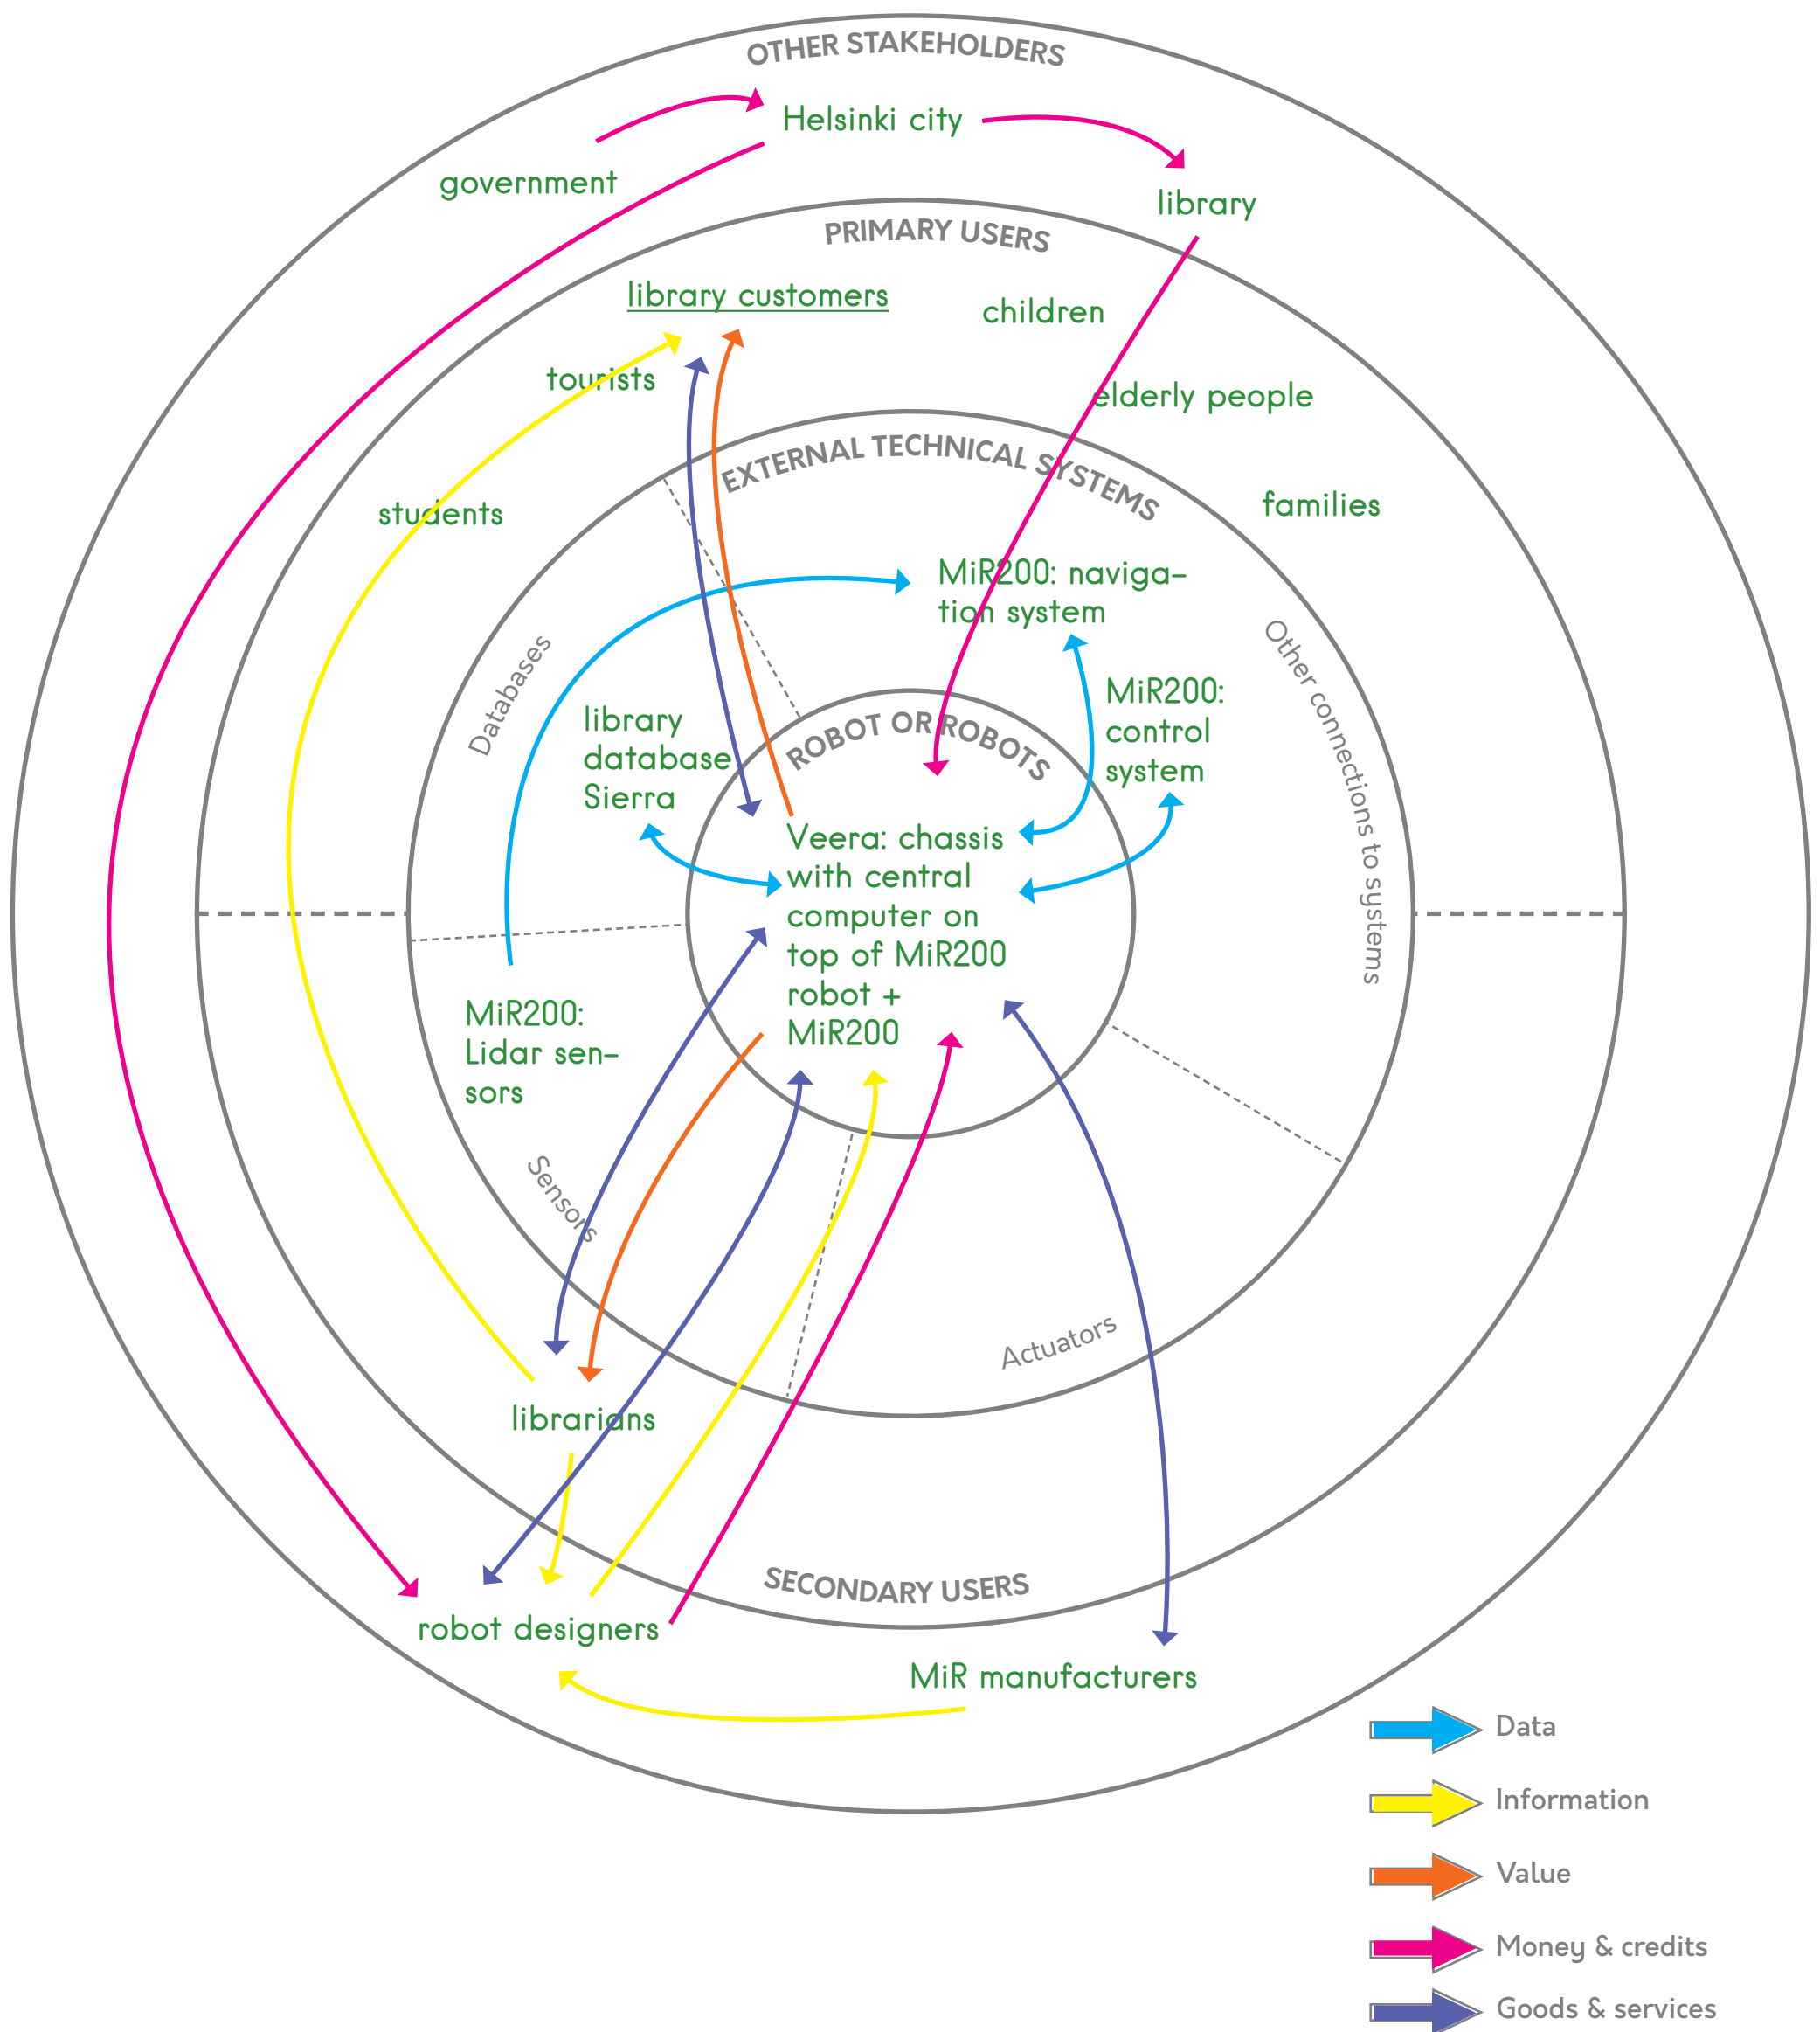 OTHER STAKEHOLDERS
Helsinki city
government
library
PRIMARY USERS
library customers
children
tourists
elderly people
students
families
EXTERNAL TECHNICAL SYSTEMS
MiR200: naviga-
tion system
Databases
Other connections to systems
library
database
Sierra
MiR200:
control
system
ROBOT OR ROBOTS
Veera: chassis
with central
computer on
top of MiR200
robot +
MiR200
MiR200:
Lidar sen-
sors
Sensors
Actuators
librarians
SECONDARY USERS
robot designers
MiR manufacturers
Data
Information
Value
Money & credits
Goods & services